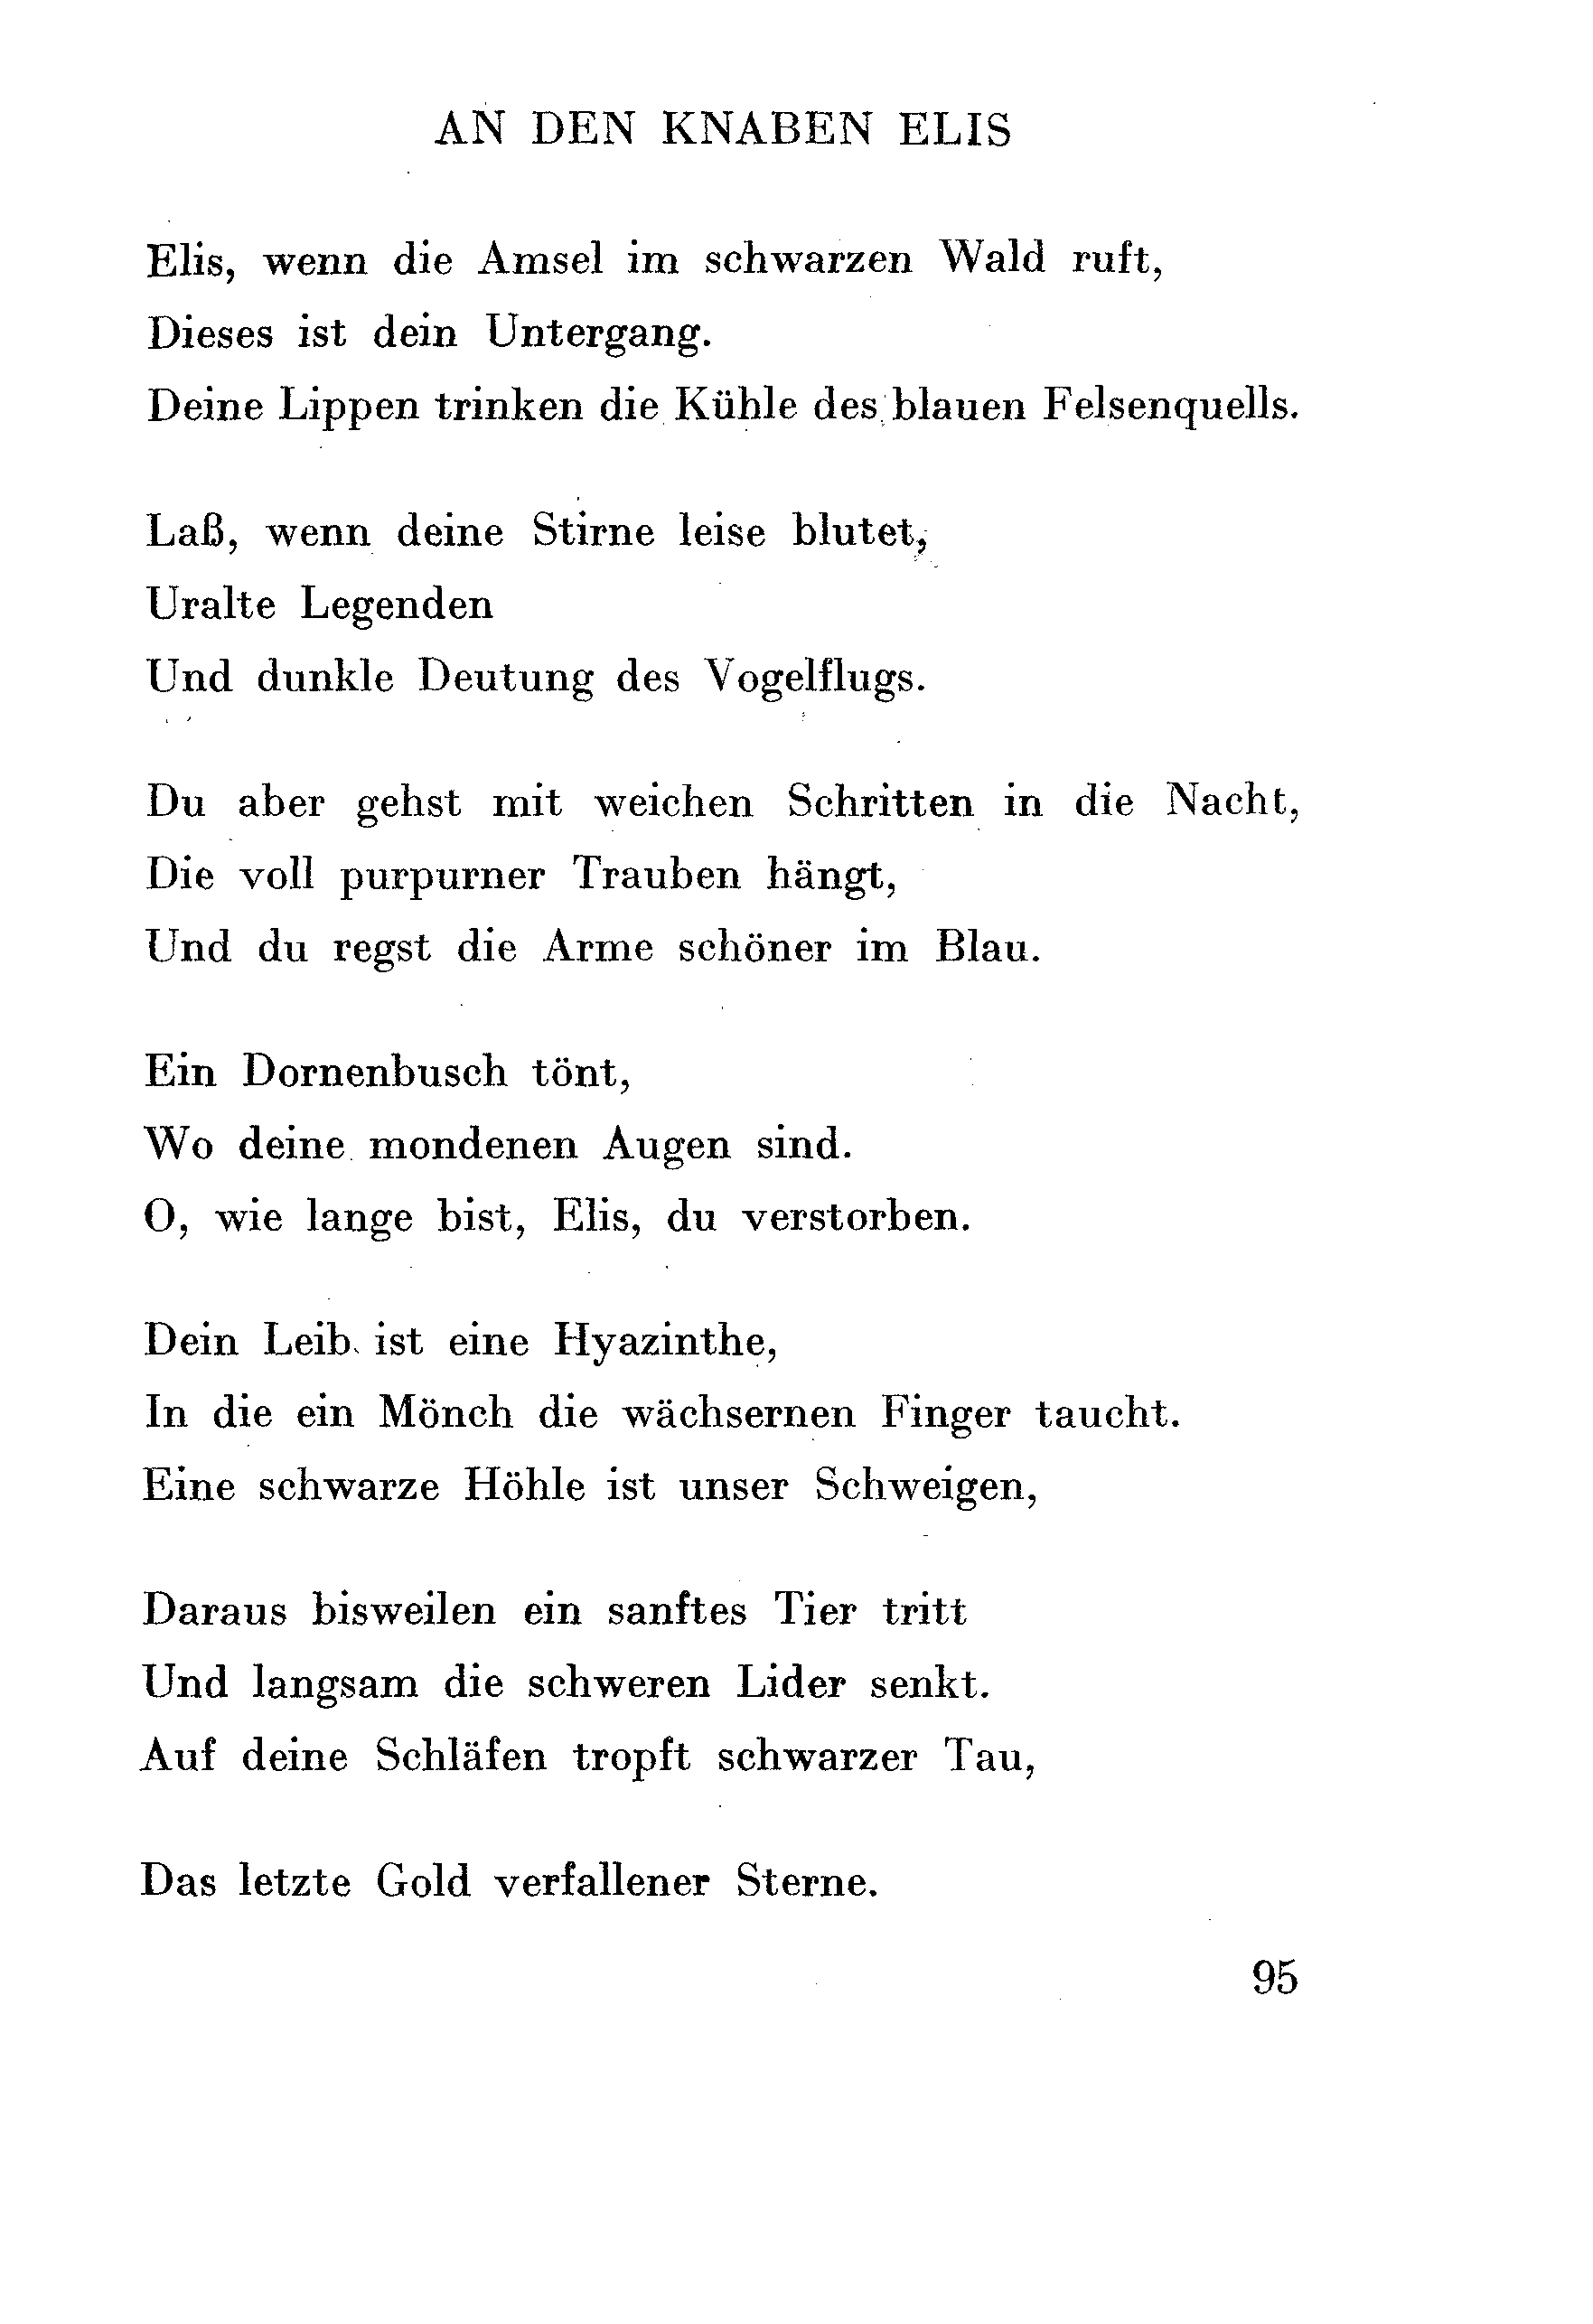 AN DEN KNABEN ELIS
Elis, wenn die Amsel im schwarzen Wald ruft,
Dieses ist dein Untergang.
Deine Lippen trinken die Kühle des blauen Felsenquells.
Laß, wenn deine Stirne leise blutet,
Uralte Legenden
Und dunkle Deutung des Vogelflugs.
Du aber gehst mit weichen Schritten in die Nacht,
Die voll purpurner Trauben hängt,
Und du regst die Arme schöner im Blau.
Ein Dornenbusch tönt,
Wo deine mondenen Augen sind.
O, wie lange bist, Elis, du verstorben.
Dein Leib ist eine Hyazinthe,
In die ein Mönch die wächsernen Finger taucht.
Eine schwarze Höhle ist unser Schweigen,
Daraus bisweilen ein sanftes Tier tritt
Und langsam die schweren Lider senkt.
Auf deine Schläfen tropft schwarzer Tau,
Das letzte Gold verfallener Sterne.
95